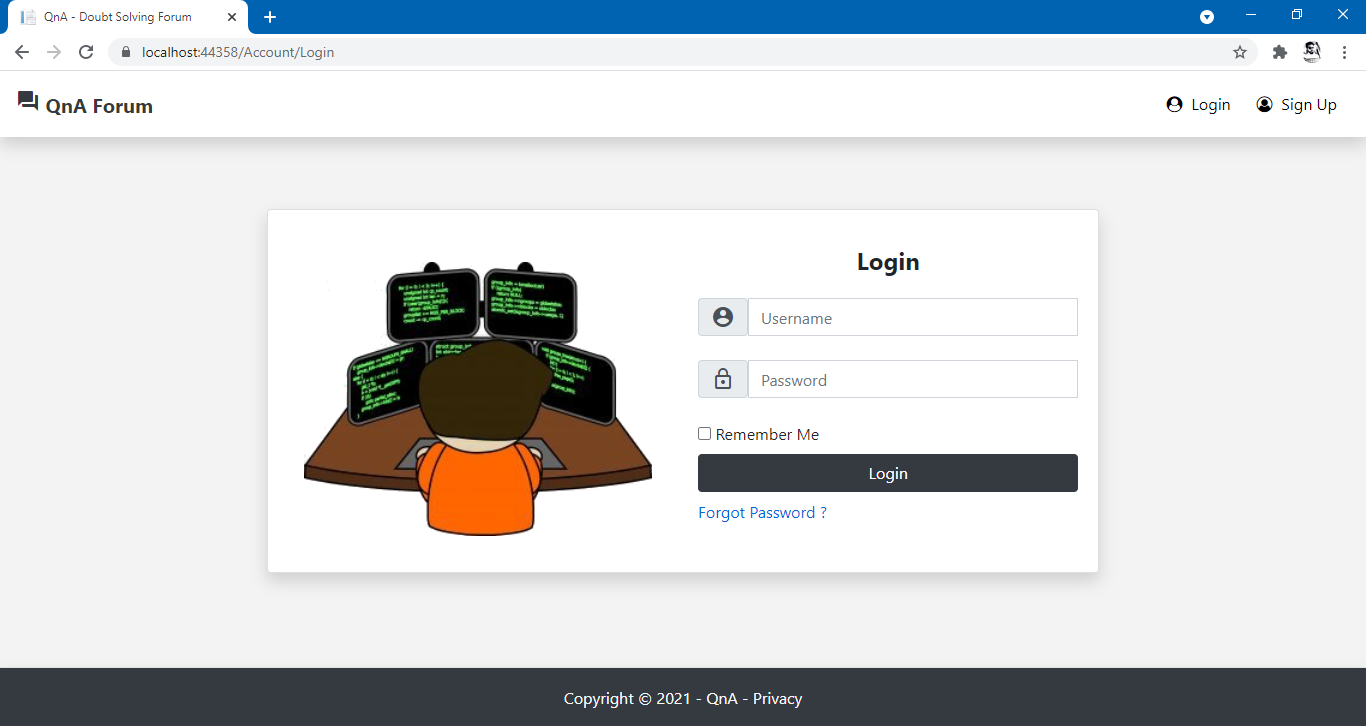 QnA - Doubt Solving Forum
localhost:44358/Account/Login
QnA Forum
Login
Sign Up
Login
Username
Password
Remember Me
Login
Forgot Password ?
Copyright © 2021 - QnA - Privacy